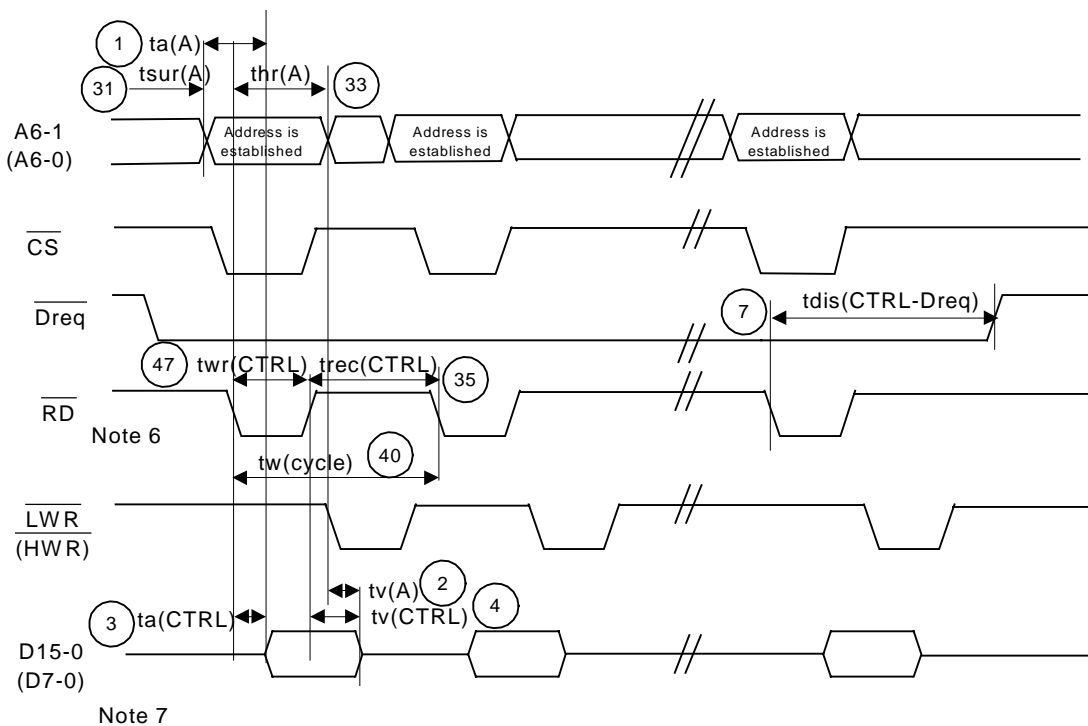 1 ta(A)
31 tsur(A) thr(A) 33
A6-1
(A6-0)
Address is
established
Address is
established
Address is
established
CS
Dreq
7 tdis(CTRL-Dreq)
47 twr(CTRL) trec(CTRL) 35
RD
Note 6
tw(cycle) 40
LWR
(HWR)
tv(A) 2
3 ta(CTRL) tv(CTRL) 4
D15-0
(D7-0)
Note 7